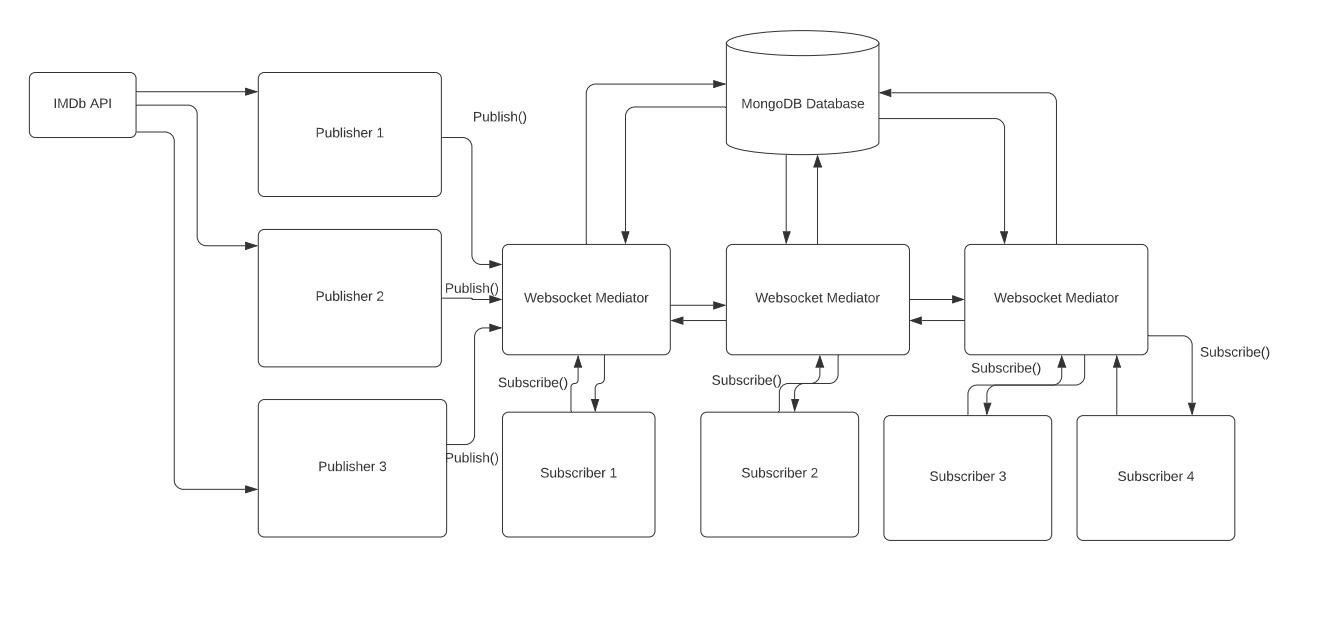 IMDb API
Publisher 1
Publish()
MongoDB Database
Publisher 2
Publish()
Websocket Mediator
Websocket Mediator
Websocket Mediator
Subscribe()
Subscribe()
Subscribe()
Subscribe()
Publisher 3
Publish()
Subscriber 1
Subscriber 2
Subscriber 3
Subscriber 4